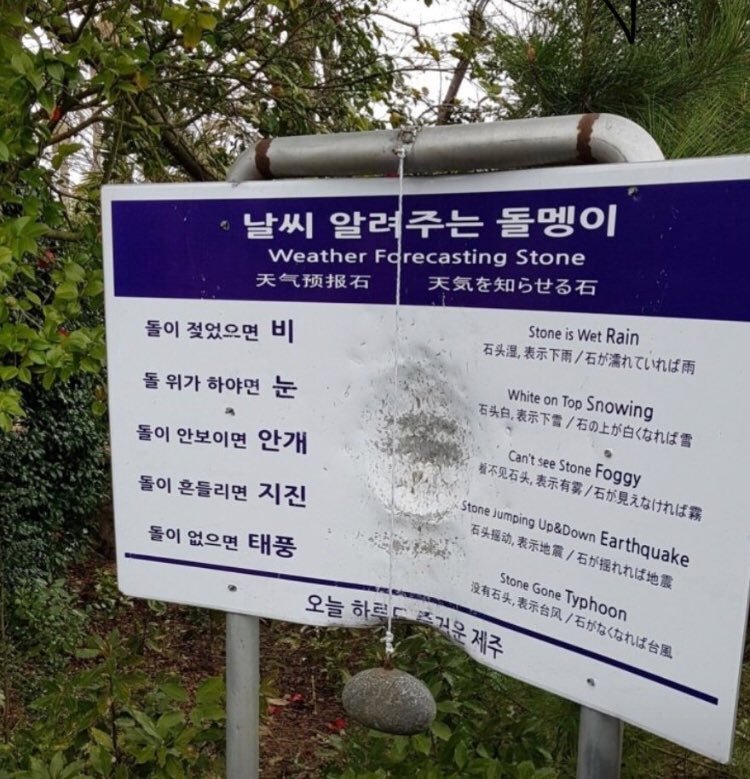 날씨 알려주는 돌멩이
Weather Forecasting Stone
天气预报石 天気を知らせる石
돌이 젖었으면 비
돌 위가 하야면 눈
돌이 안보이면 안개
돌이 흔들리면 지진
돌이 없으면 태풍
Stone is Wet Rain
石头湿, 表示下雨 / 石が濡れていれば雨
White on Top Snowing
石头白, 表示下雪 / 石の上が白くなれば雪
Can't see Stone Foggy
看不见石头, 表示有雾 / 石が見えなければ霧
Stone Jumping Up&Down Earthquake
石头摇动, 表示地震 / 石が揺れれば地震
Stone Gone Typhoon
没有石头, 表示台风 / 石がなくなれば台風
오늘 하루도 즐거운 제주